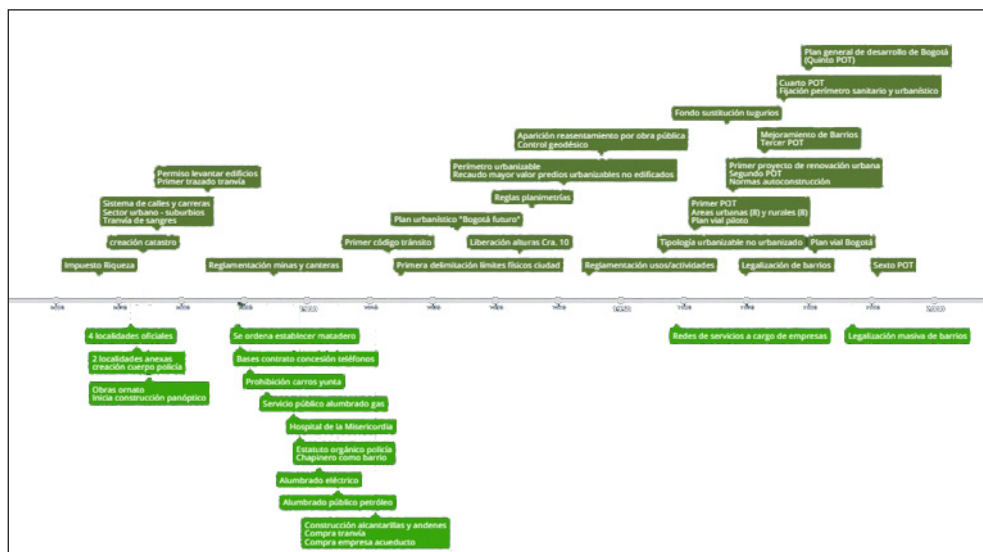 Plan general de desarrollo de Bogotá
(Quinto POT)
Cuarto POT
Fijación perímetro sanitario y urbanístico
Fondo sustitución tugurios
Aparición reasentamiento por obra pública
Control geodésico
Mejoramiento de Barrios
Tercer POT
Permiso levantar edificios
Primer trazado tranvía
Perímetro urbanizable
Recaudo mayor valor predios urbanizables no edificados
Primer proyecto de renovación urbana
Segundo POT
Normas autoconstrucción
Reglas planimetrías
Sistema de calles y carreras
Sector urbano - suburbios
Tranvía de sangres
Primer POT
Areas urbanas (8) y rurales (8)
Plan vial piloto
Plan urbanístico "Bogotá futuro"
creación catastro
Primer código tránsito
Liberación alturas Cra. 10
Tipología urbanizable no urbanizado
Plan vial Bogotá
Impuesto Riqueza
Reglamentación minas y canteras
Primera delimitación límites físicos ciudad
Reglamentación usos/actividades
Legalización de barrios
Sexto POT
4 localidades oficiales
Se ordena establecer matadero
Redes de servicios a cargo de empresas
Legalización masiva de barrios
2 localidades anexas
creación cuerpo policía
Bases contrato concesión teléfonos
Prohibición carros yunta
Obras ornato
Inicia construcción panóptico
Servicio público alumbrado gas
Hospital de la Misericordia
Estatuto orgánico policía
Chapinero como barrio
Alumbrado eléctrico
Alumbrado público petróleo
Construcción alcantarillas y andenes
Compra tranvía
Compra empresa acueducto